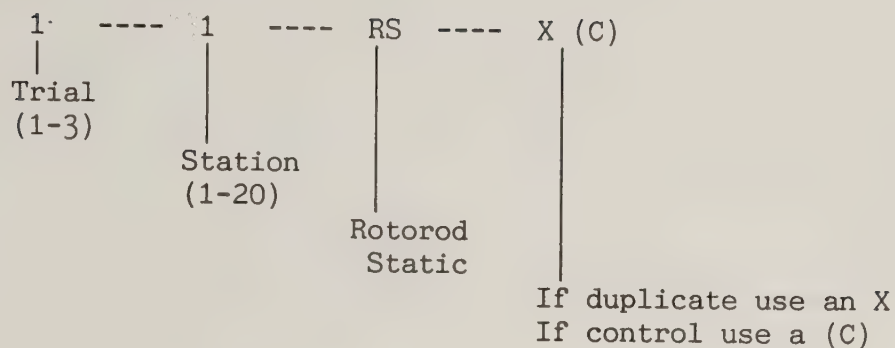 1 ---- 1 ---- RS ---- X (C)
Trial
(1-3)
Station
(1-20)
Rotorod
Static
If duplicate use an X
If control use a (C)